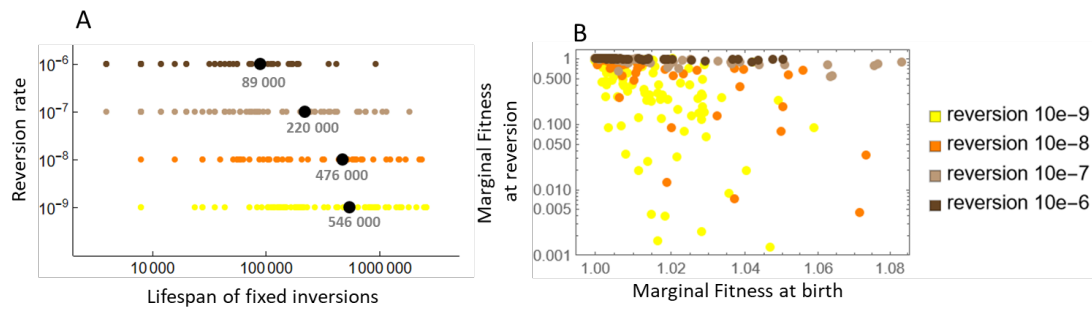 A
Reversion rate
10⁻⁶
10⁻⁷
10⁻⁸
10⁻⁹
89 000
220 000
476 000
546 000
10000
100000
1000000
Lifespan of fixed inversions
B
Marginal Fitness
at reversion
1
0.500
0.100
0.050
0.010
0.005
0.001
1.00
1.02
1.04
1.06
1.08
Marginal Fitness at birth
reversion 10e−9
reversion 10e−8
reversion 10e−7
reversion 10e−6